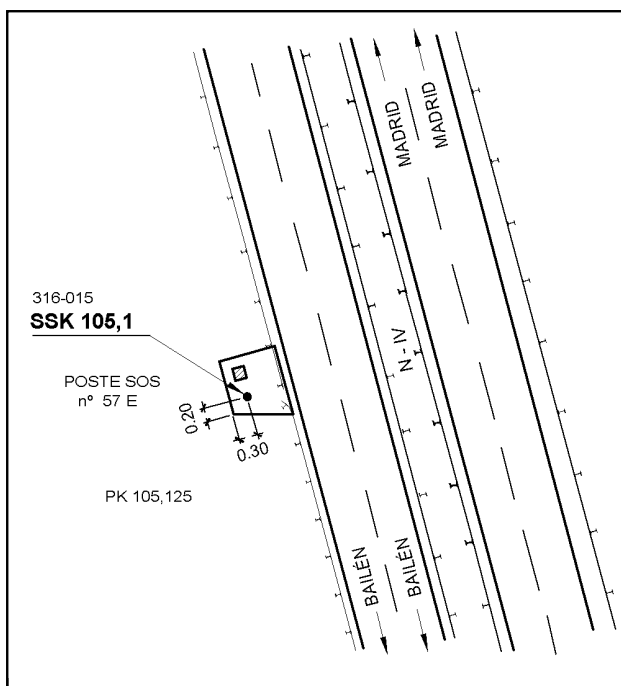 MADRID
MADRID
316-015
SSK 105,1
N - IV
POSTE SOS
nº 57 E
0.20
0.30
PK 105,125
BAILÉN
BAILÉN